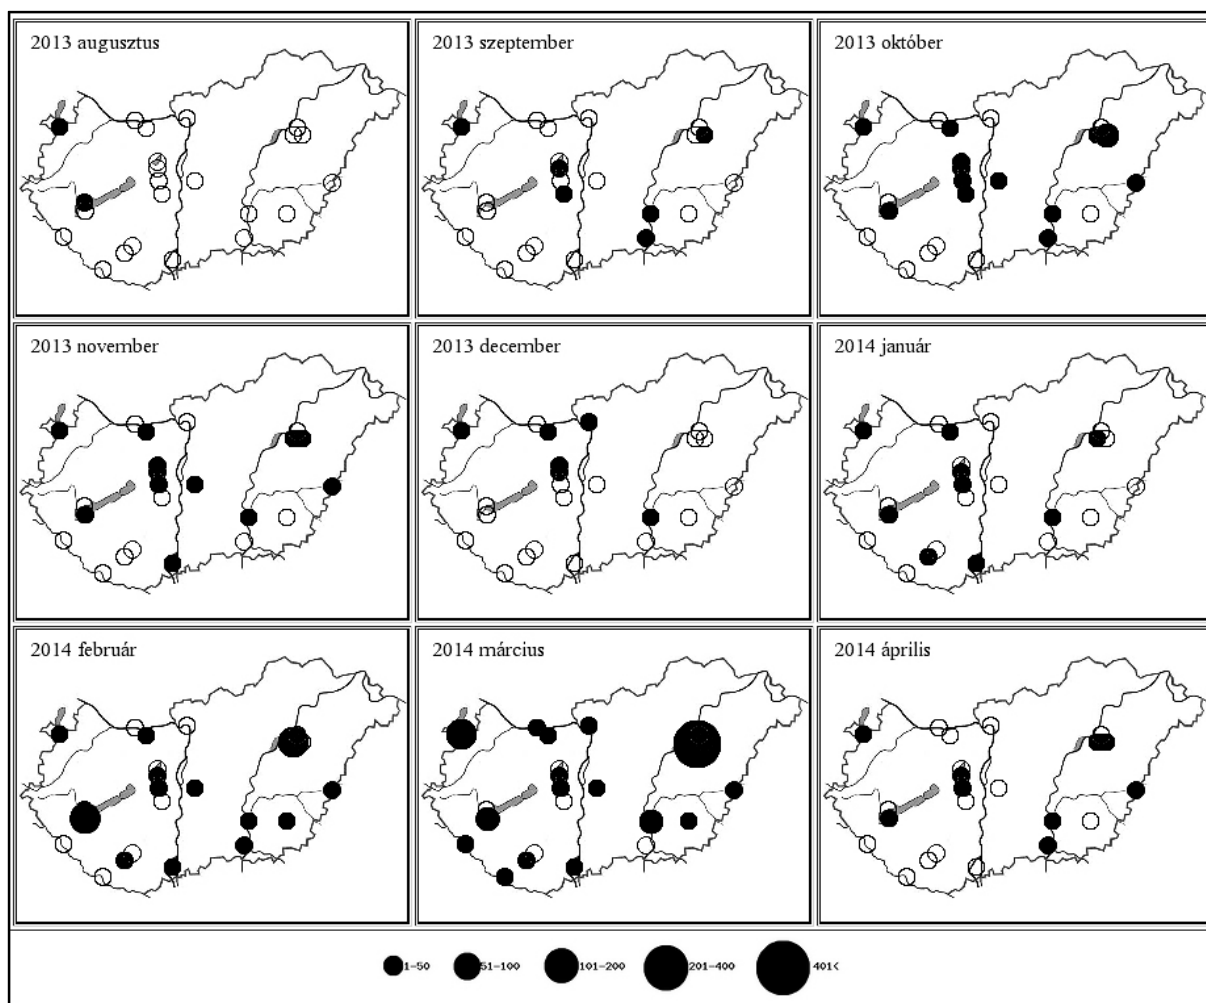 2013 augusztus
2013 szeptember
2013 október
2013 november
2013 december
2014 január
2014 február
2014 március
2014 április
1-50
51-100
101-200
201-400
401<